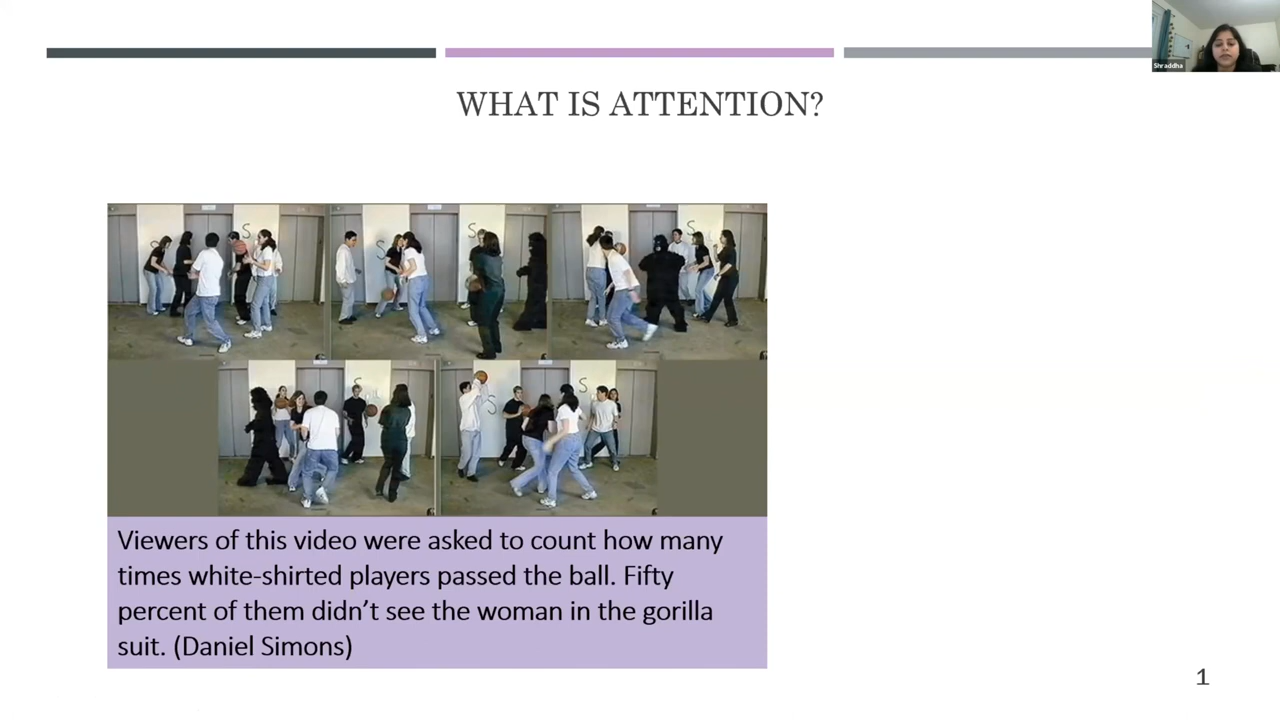 Shraddha
WHAT IS ATTENTION?
S
S
S
S
S
S
S
S
Viewers of this video were asked to count how many
times white-shirted players passed the ball. Fifty
percent of them didn’t see the woman in the gorilla
suit. (Daniel Simons)
1